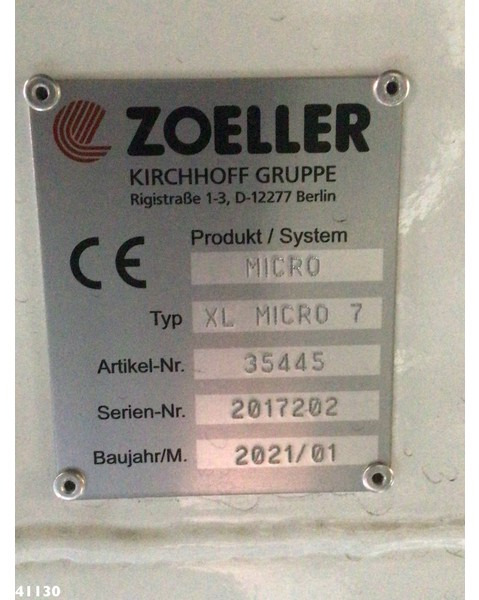 ZOELLER
KIRCHHOFF GRUPPE
Rigistraße 1-3, D-12277 Berlin
CE
Produkt / System
MICRO
Typ XL MICRO 7
Artikel-Nr. 35445
Serien-Nr. 2017202
Baujahr/M. 2021/01
41130